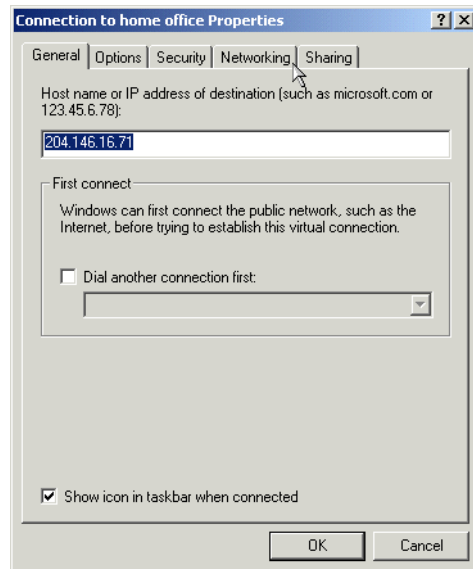 Connection to home office Properties
General Options Security Networking Sharing
Host name or IP address of destination (such as microsoft.com or
123.45.6.78):
204.146.16.71
First connect
Windows can first connect the public network, such as the
Internet, before trying to establish this virtual connection.
Dial another connection first:
Show icon in taskbar when connected
OK Cancel